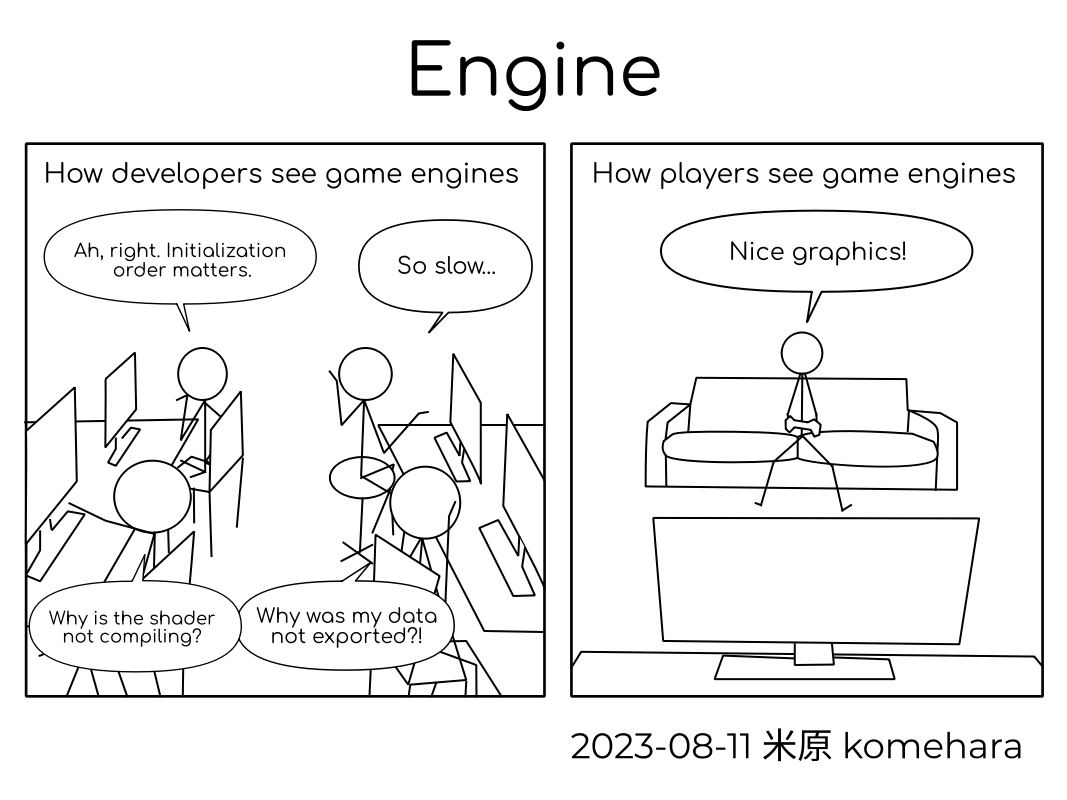 Engine
How developers see game engines
Ah, right. Initialization
order matters.
So slow...
Why is the shader
not compiling?
Why was my data
not exported?!
How players see game engines
Nice graphics!
2023-08-11 米原 komehara